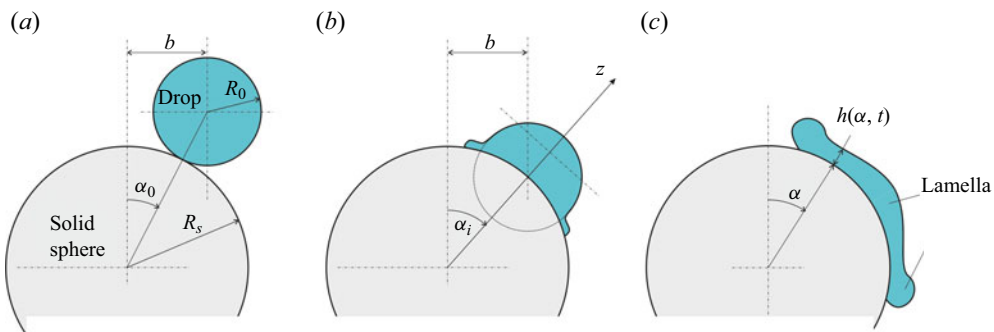 (a)
b
Drop
R₀
α₀
Solid
sphere
Rₛ
(b)
b
z
αᵢ
(c)
h(α, t)
α
Lamella